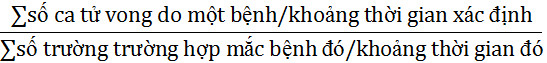 ∑số ca tử vong do một bệnh/khoảng thời gian xác định
∑số trường trường hợp mắc bệnh đó/khoảng thời gian đó